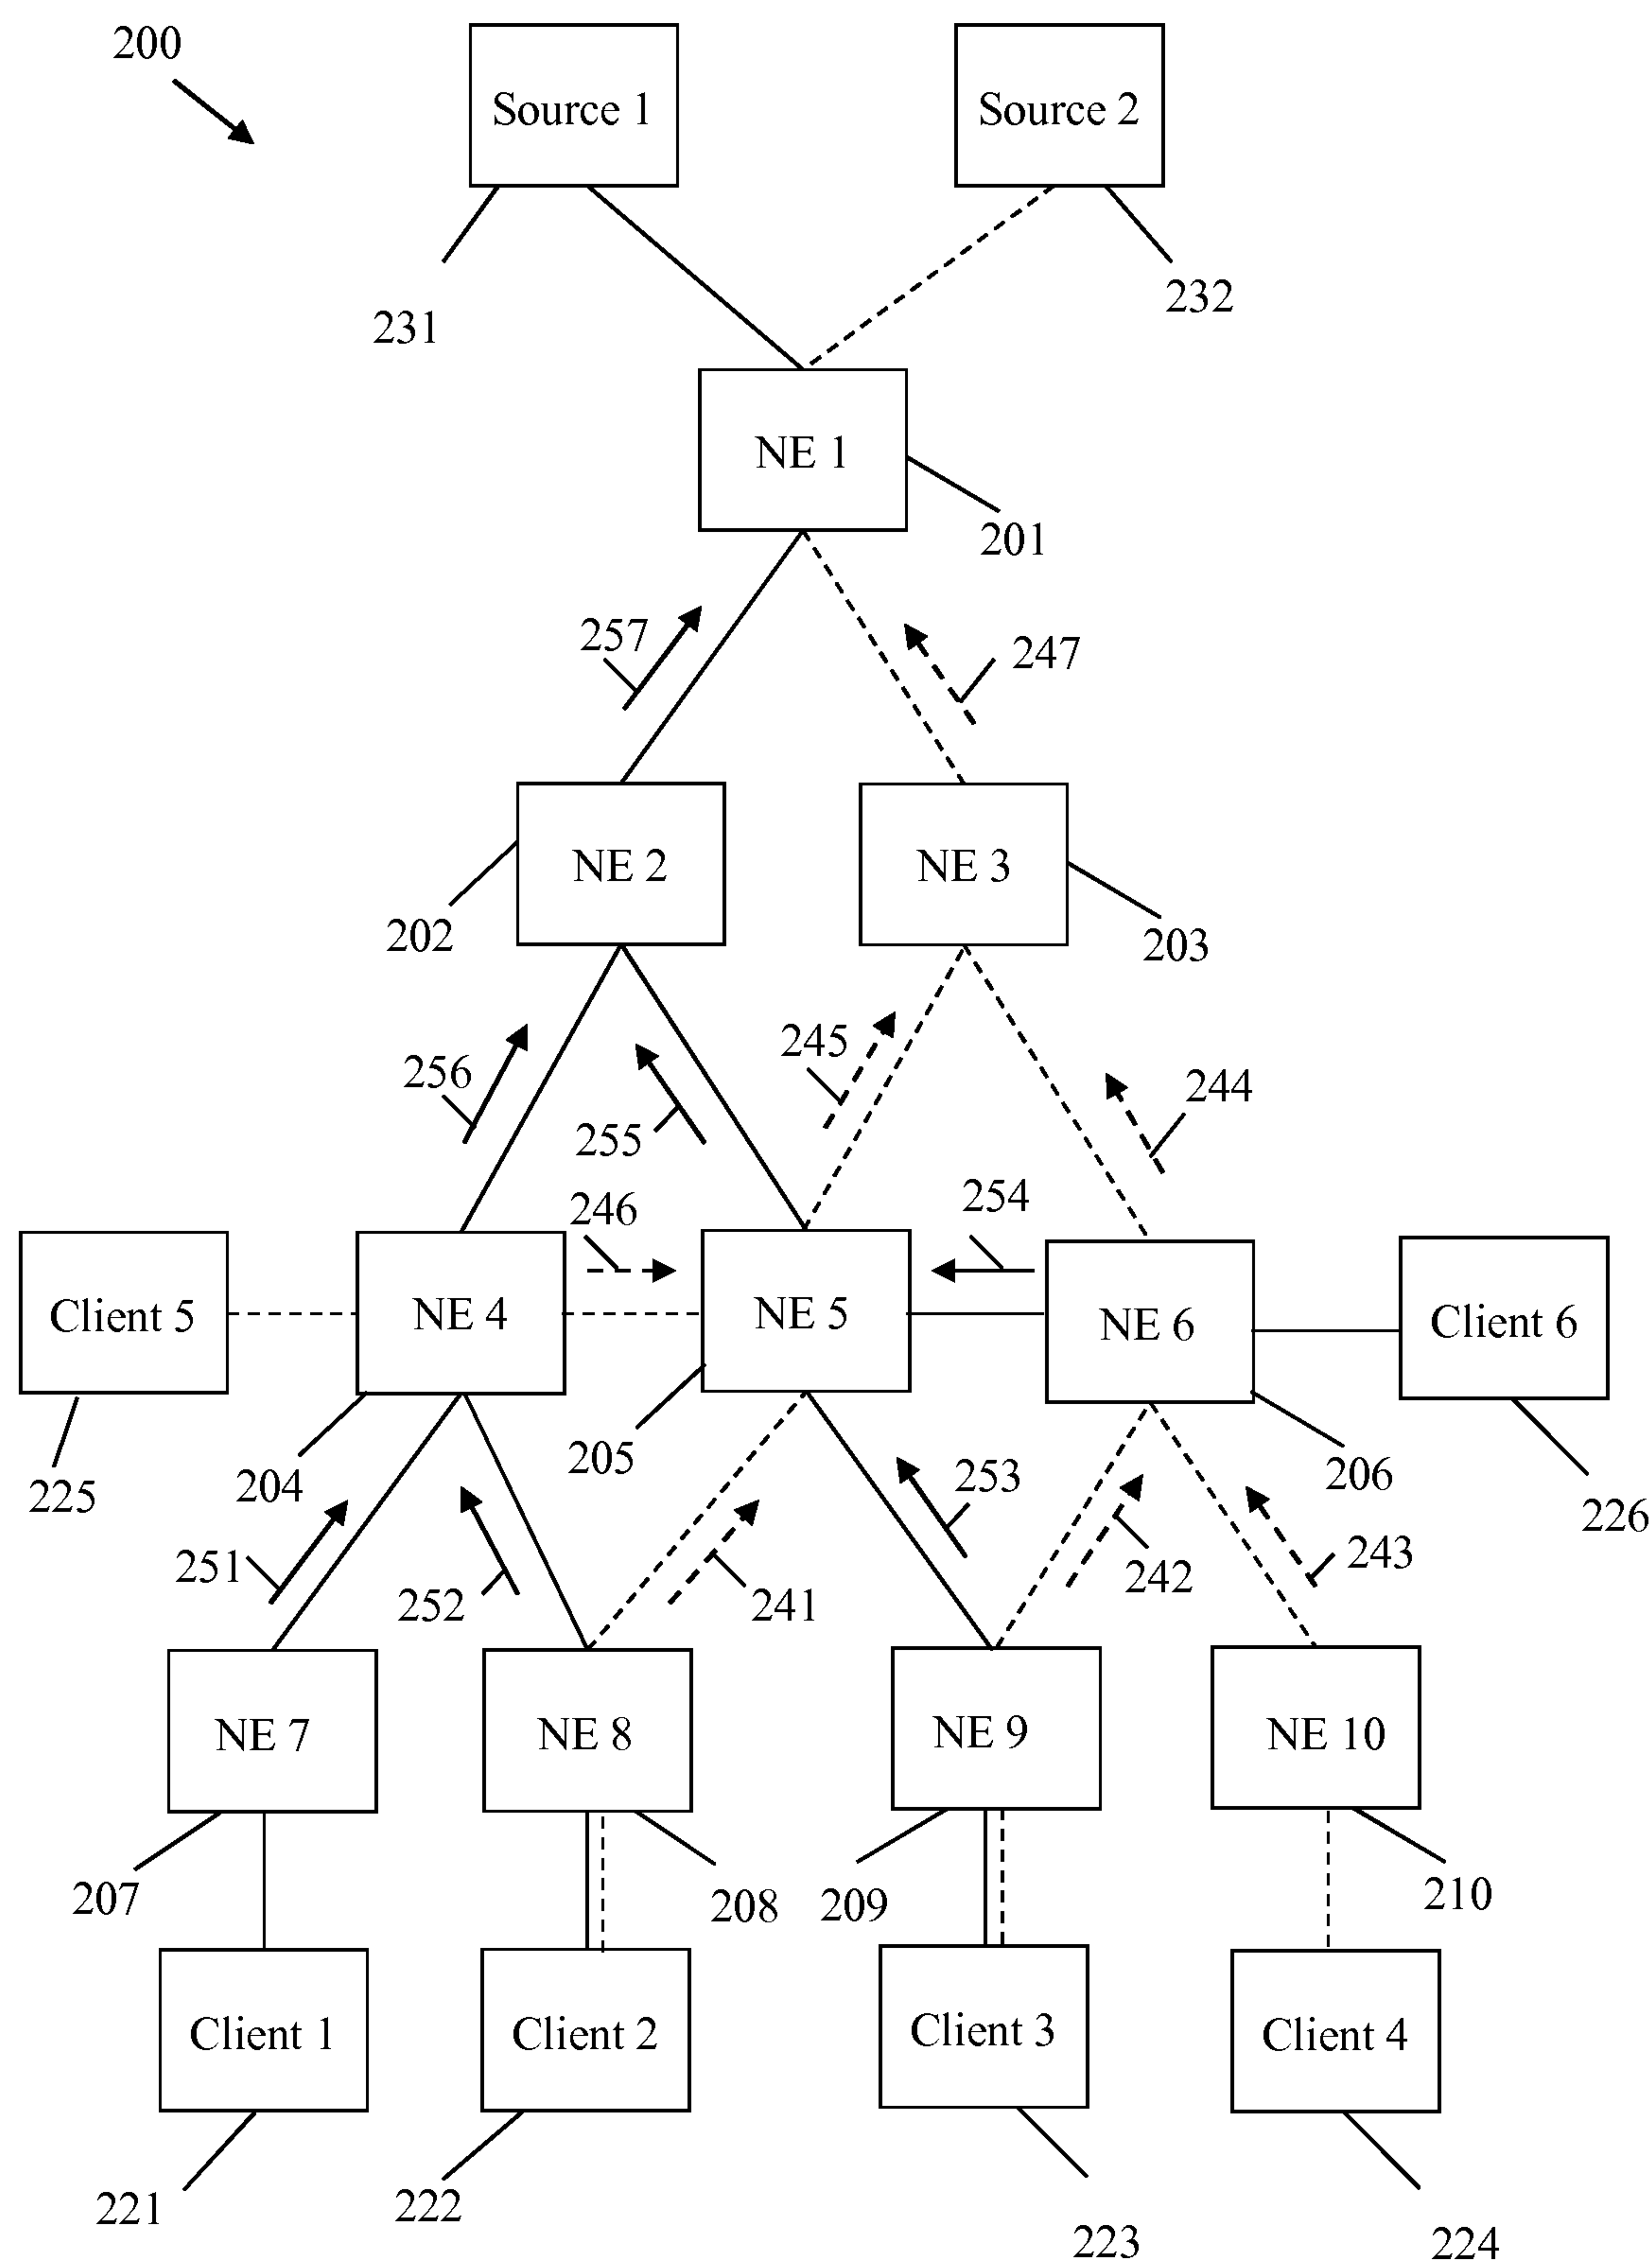 200
Source 1
Source 2
231
232
NE 1
201
257
247
NE 2
NE 3
202
203
245
256
255
244
246
254
Client 5
NE 4
NE 5
NE 6
Client 6
225
204
205
253
206
226
251
252
241
242
243
NE 7
NE 8
NE 9
NE 10
207
208
209
210
Client 1
Client 2
Client 3
Client 4
221
222
223
224